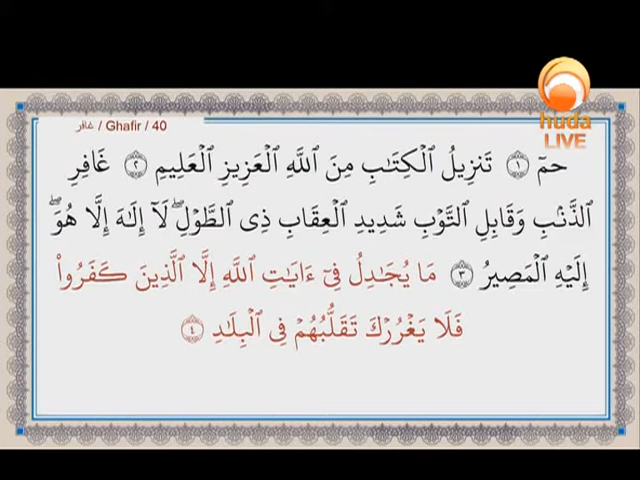 huda
LIVE
غافر / Ghafir / 40
حمٓ ١ تَنزِيلُ ٱلْكِتَٰبِ مِنَ ٱللَّهِ ٱلْعَزِيزِ ٱلْعَلِيمِ ٢ غَافِرِ
ٱلذَّنۢبِ وَقَابِلِ ٱلتَّوْبِ شَدِيدِ ٱلْعِقَابِ ذِى ٱلطَّوْلِ ۖ لَآ إِلَٰهَ إِلَّا هُوَ ۖ
إِلَيْهِ ٱلْمَصِيرُ ٣ مَا يُجَٰدِلُ فِىٓ ءَايَٰتِ ٱللَّهِ إِلَّا ٱلَّذِينَ كَفَرُوا۟
فَلَا يَغْرُرْكَ تَقَلُّبُهُمْ فِى ٱلْبِلَٰدِ ٤